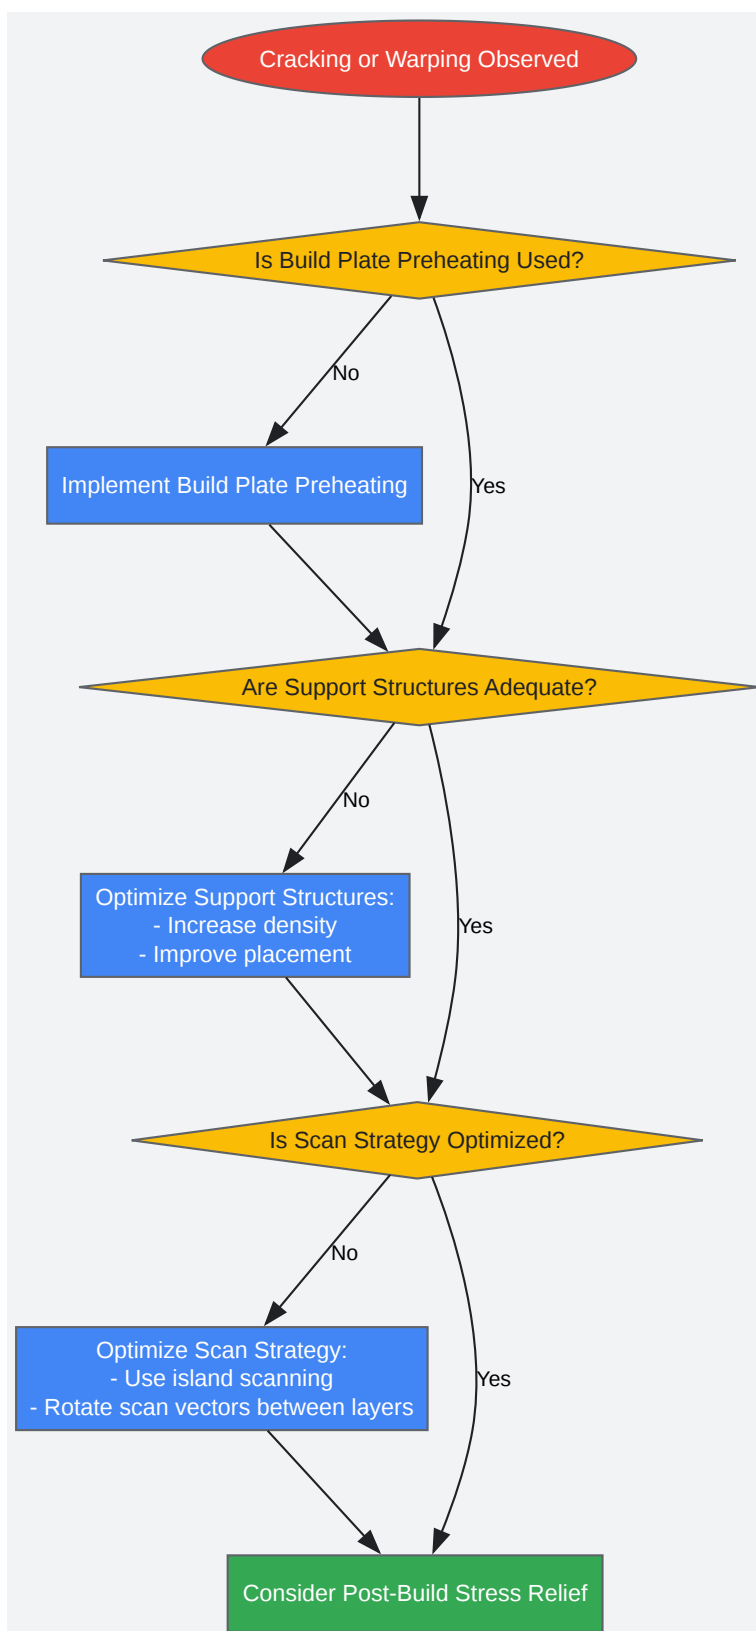 Cracking or Warping Observed
Is Build Plate Preheating Used?
No
Implement Build Plate Preheating
Yes
Are Support Structures Adequate?
No
Optimize Support Structures:
- Increase density
- Improve placement
Yes
Is Scan Strategy Optimized?
No
Optimize Scan Strategy:
- Use island scanning
- Rotate scan vectors between layers
Yes
Consider Post-Build Stress Relief